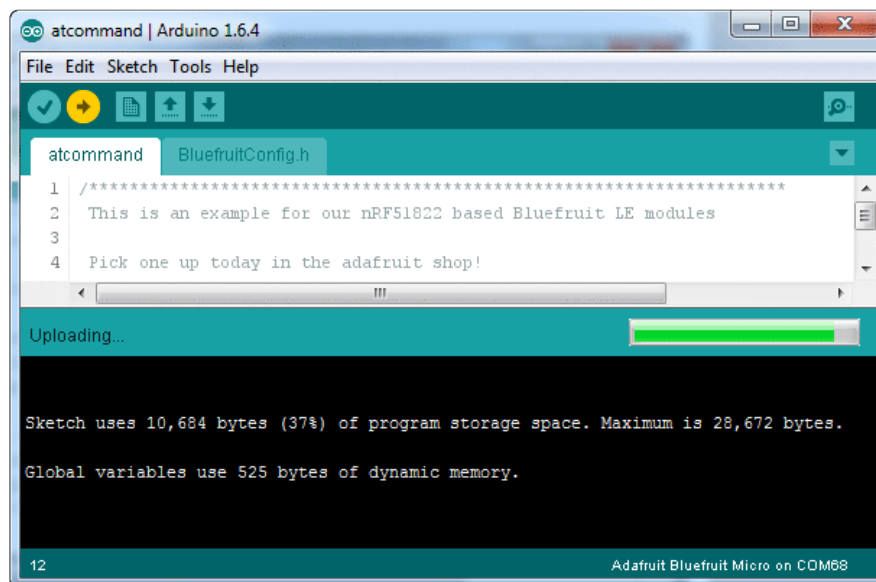 atcommand | Arduino 1.6.4
File Edit Sketch Tools Help
atcommand BluefruitConfig.h
1 /*********************************************************************
2 This is an example for our nRF51822 based Bluefruit LE modules
3
4 Pick one up today in the adafruit shop!
Uploading...
Sketch uses 10,684 bytes (37%) of program storage space. Maximum is 28,672 bytes.
Global variables use 525 bytes of dynamic memory.
12 Adafruit Bluefruit Micro on COM68